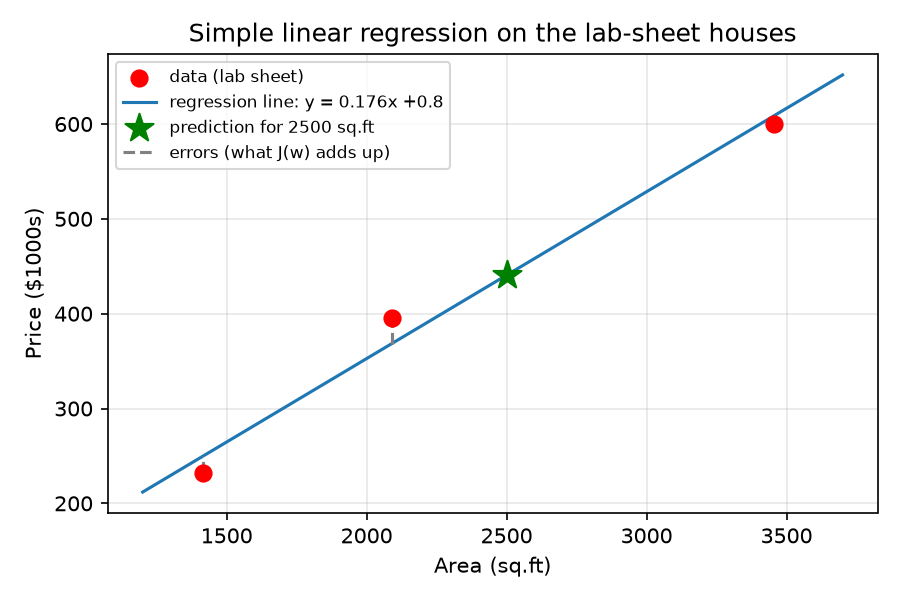 Simple linear regression on the lab-sheet houses
data (lab sheet)
regression line: y = 0.176x +0.8
prediction for 2500 sq.ft
errors (what J(w) adds up)
600
500
400
300
200
Price ($1000s)
1500 2000 2500 3000 3500
Area (sq.ft)